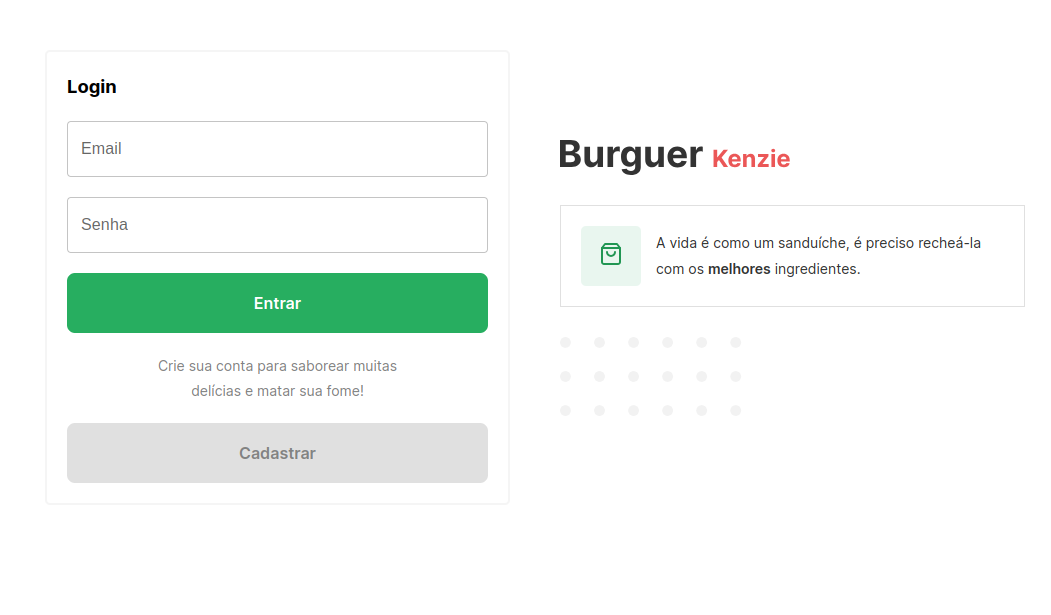 Login
Email
Senha
Entrar
Crie sua conta para saborear muitas
delícias e matar sua fome!
Cadastrar
Burguer Kenzie
A vida é como um sanduíche, é preciso recheá-la
com os melhores ingredientes.